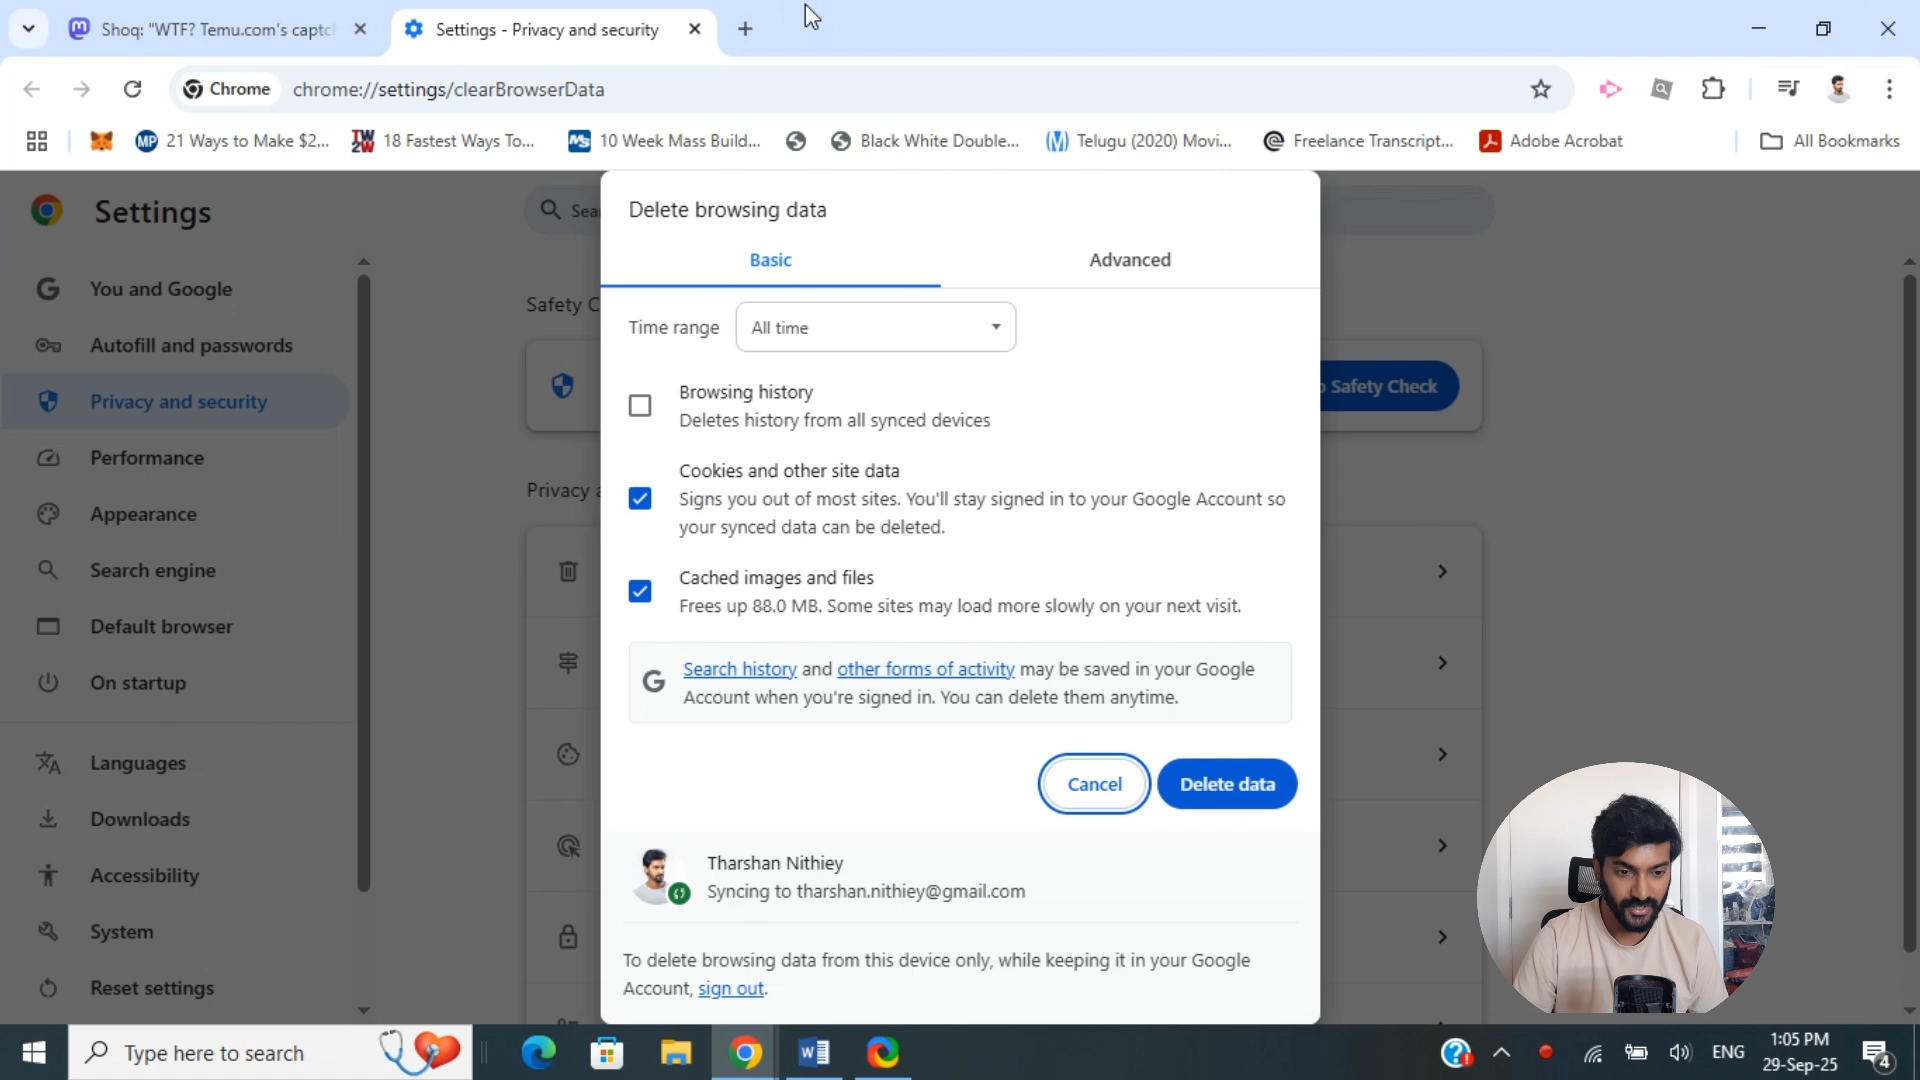 Shoq: "WTF? Temu.com's captc
Settings - Privacy and security
Chrome
chrome://settings/clearBrowserData
21 Ways to Make $2...
18 Fastest Ways To...
10 Week Mass Build...
Black White Double...
Telugu (2020) Movi...
Freelance Transcript...
Adobe Acrobat
All Bookmarks
Settings
You and Google
Autofill and passwords
Privacy and security
Performance
Appearance
Search engine
Default browser
On startup
Languages
Downloads
Accessibility
System
Reset settings
Sea
Safety C
Safety Check
Privacy a
Delete browsing data
Basic
Advanced
Time range
All time
Browsing history
Deletes history from all synced devices
Cookies and other site data
Signs you out of most sites. You'll stay signed in to your Google Account so
your synced data can be deleted.
Cached images and files
Frees up 88.0 MB. Some sites may load more slowly on your next visit.
Search history and other forms of activity may be saved in your Google
Account when you're signed in. You can delete them anytime.
Cancel
Delete data
Tharshan Nithiey
Syncing to tharshan.nithiey@gmail.com
To delete browsing data from this device only, while keeping it in your Google
Account, sign out.
Type here to search
ENG
1:05 PM
29-Sep-25
4